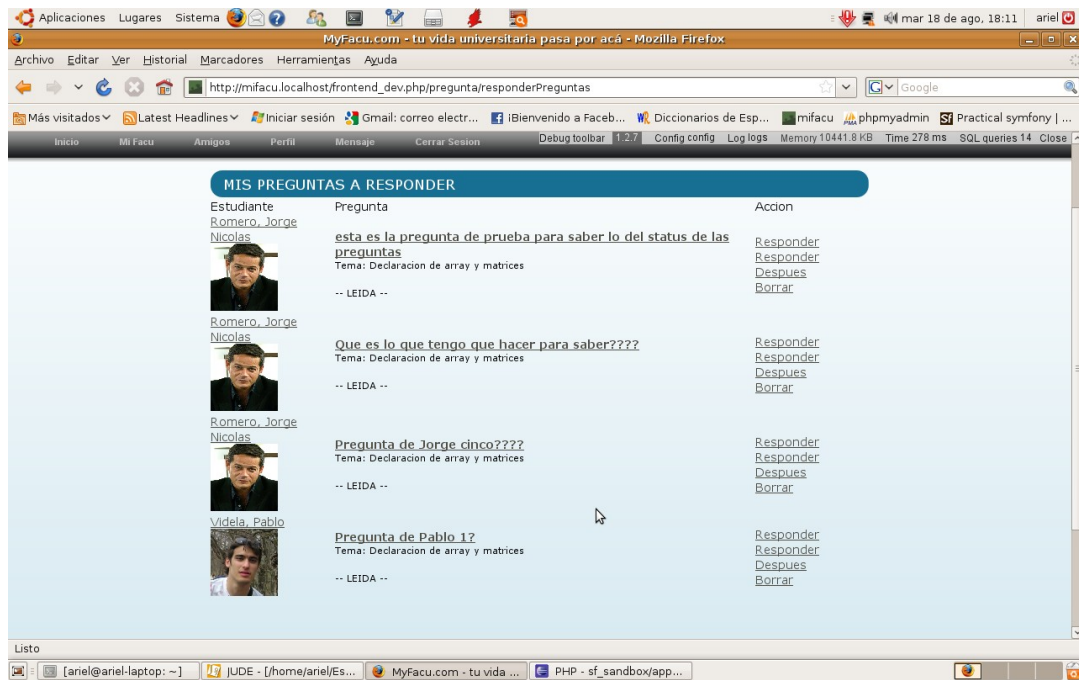 Aplicaciones Lugares Sistema mar 18 de ago, 18:11 ariel
MyFacu.com - tu vida universitaria pasa por acá - Mozilla Firefox
Archivo Editar Ver Historial Marcadores Herramientas Ayuda
http://mifacu.localhost/frontend_dev.php/pregunta/responderPreguntas Google
Más visitados Latest Headlines Iniciar sesión Gmail: correo electr... iBienvenido a Faceb... Diccionarios de Esp... mifacu phpmyadmin Practical symfony | ...
Inicio Mi Facu Amigos Perfil Mensaje Cerrar Sesion Debug toolbar 1.2.7 Config config Log logs Memory 10441.8 KB Time 278 ms SQL queries 14 Close
MIS PREGUNTAS A RESPONDER
Estudiante Pregunta Accion
Romero, Jorge
Nicolas
esta es la pregunta de prueba para saber lo del status de las
preguntas
Tema: Declaracion de array y matrices
-- LEIDA --
Responder
Responder
Despues
Borrar
Romero, Jorge
Nicolas
Que es lo que tengo que hacer para saber????
Tema: Declaracion de array y matrices
-- LEIDA --
Responder
Responder
Despues
Borrar
Romero, Jorge
Nicolas
Pregunta de Jorge cinco????
Tema: Declaracion de array y matrices
-- LEIDA --
Responder
Responder
Despues
Borrar
Videla, Pablo
Pregunta de Pablo 1?
Tema: Declaracion de array y matrices
-- LEIDA --
Responder
Responder
Despues
Borrar
Listo
[ariel@ariel-laptop: ~] JUDE - [/home/ariel/Es... MyFacu.com - tu vida ... PHP - sf_sandbox/app...